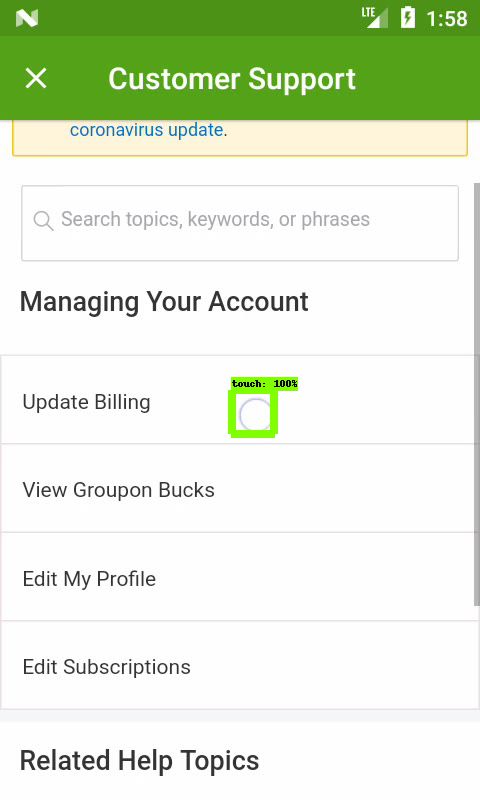 LTE 1:58
Customer Support
coronavirus update.
Search topics, keywords, or phrases
Managing Your Account
touch: 100%
Update Billing
View Groupon Bucks
Edit My Profile
Edit Subscriptions
Related Help Topics